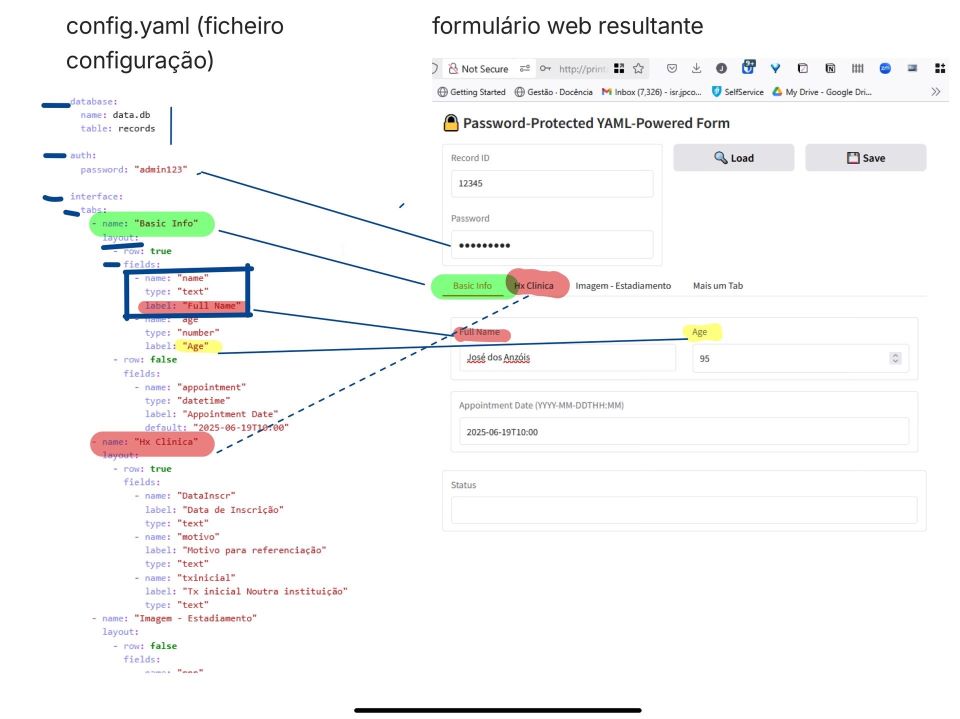 config.yaml (ficheiro
configuração)
database:
name: data.db
table: records
auth:
password: "admin123"
interface:
tabs:
- name: "Basic Info"
layout:
- row: true
fields:
- name: "name"
type: "text"
label: "Full Name"
- name: "age"
type: "number"
label: "Age"
- row: false
fields:
- name: "appointment"
type: "datetime"
label: "Appointment Date"
default: "2025-06-19T10:00"
- name: "Hx Clinica"
layout:
- row: true
fields:
- name: "DataInscr"
label: "Data de Inscrição"
type: "text"
- name: "motivo"
label: "Motivo para referenciação"
type: "text"
- name: "txinicial"
label: "Tx inicial Noutra instituição"
type: "text"
- name: "Imagem - Estadiamento"
layout:
- row: false
fields:
formulário web resultante
Not Secure http://print
Getting Started Gestão · Docência Inbox (7,326) - isr.jpco... SelfService My Drive - Google Dri...
Password-Protected YAML-Powered Form
Record ID
12345
Load Save
Password
•••••••••
Basic Info Hx Clinica Imagem - Estadiamento Mais um Tab
Full Name Age
José dos Anzóis 95
Appointment Date (YYYY-MM-DDTHH:MM)
2025-06-19T10:00
Status